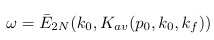 ω = Ē_{2N}(k_0, K_{av}(p_0, k_0, k_f))